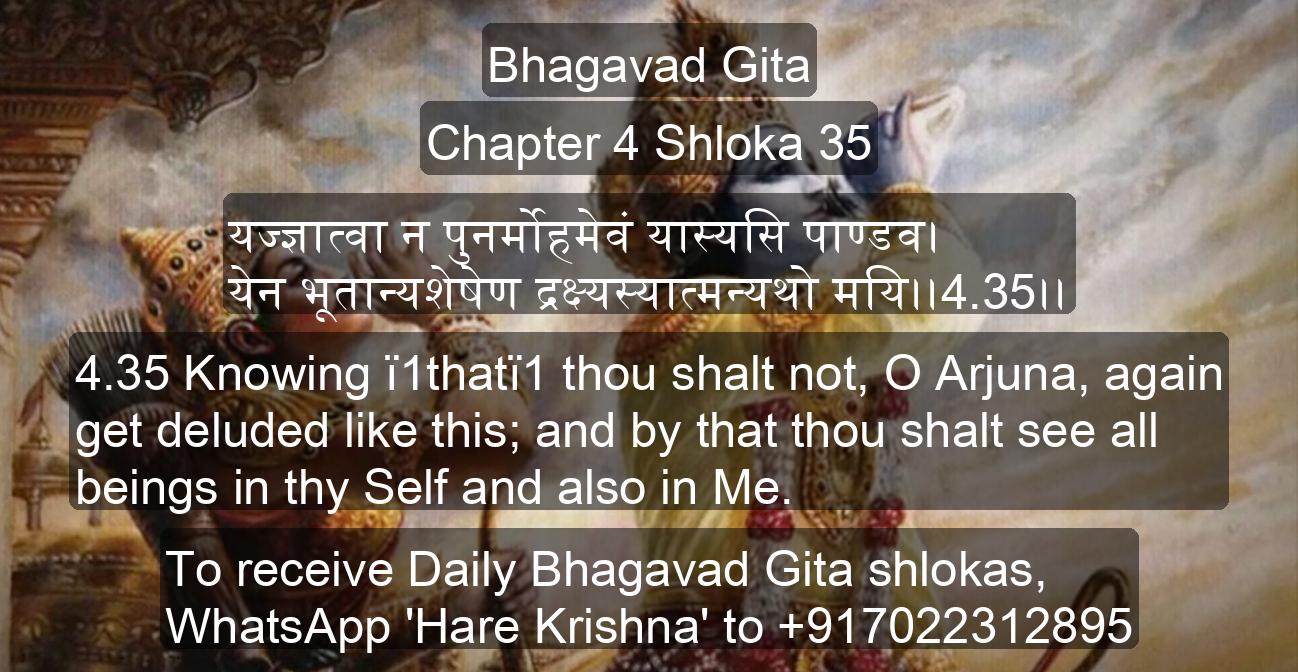 Bhagavad Gita
Chapter 4 Shloka 35
यज्ज्ञात्वा न पुनर्मोहमेवं यास्यसि पाण्डव।
येन भूतान्यशेषेण द्रक्ष्यस्यात्मन्यथो मयि।।4.35।।
4.35 Knowing ï1thatï1 thou shalt not, O Arjuna, again
get deluded like this; and by that thou shalt see all
beings in thy Self and also in Me.
To receive Daily Bhagavad Gita shlokas,
WhatsApp 'Hare Krishna' to +917022312895